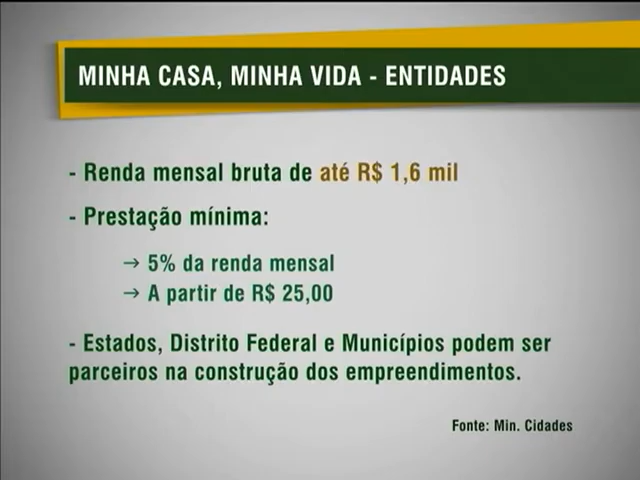 MINHA CASA, MINHA VIDA - ENTIDADES
- Renda mensal bruta de até R$ 1,6 mil
- Prestação mínima:
→ 5% da renda mensal
→ A partir de R$ 25,00
- Estados, Distrito Federal e Municípios podem ser
parceiros na construção dos empreendimentos.
Fonte: Min. Cidades